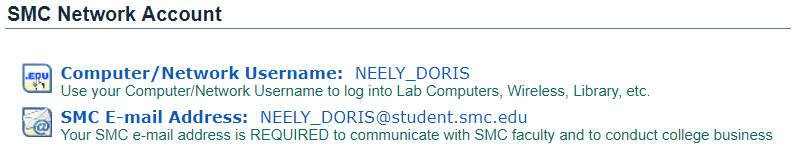 SMC Network Account
.EDU
Computer/Network Username: NEELY_DORIS
Use your Computer/Network Username to log into Lab Computers, Wireless, Library, etc.
SMC E-mail Address: NEELY_DORIS@student.smc.edu
Your SMC e-mail address is REQUIRED to communicate with SMC faculty and to conduct college business